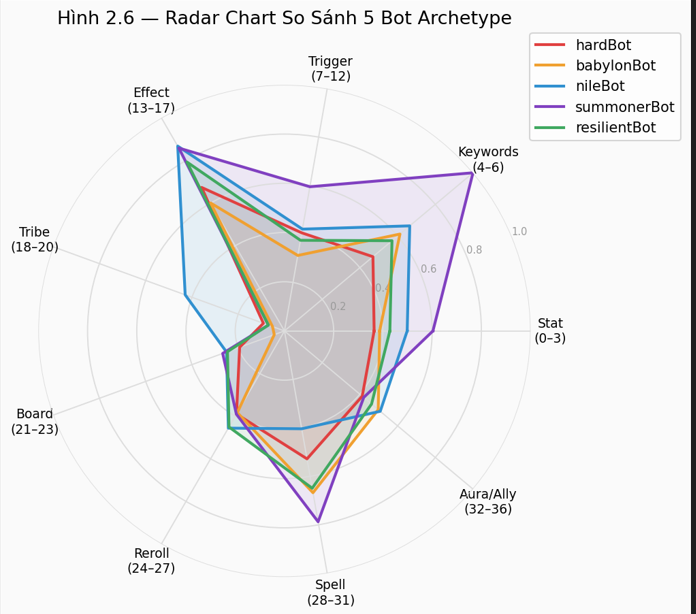 Hình 2.6 — Radar Chart So Sánh 5 Bot Archetype
hardBot
babylonBot
nileBot
summonerBot
resilientBot
Trigger
(7–12)
Effect
(13–17)
Keywords
(4–6)
1.0
0.8
0.6
0.4
0.2
Tribe
(18–20)
Stat
(0–3)
Board
(21–23)
Aura/Ally
(32–36)
Reroll
(24–27)
Spell
(28–31)